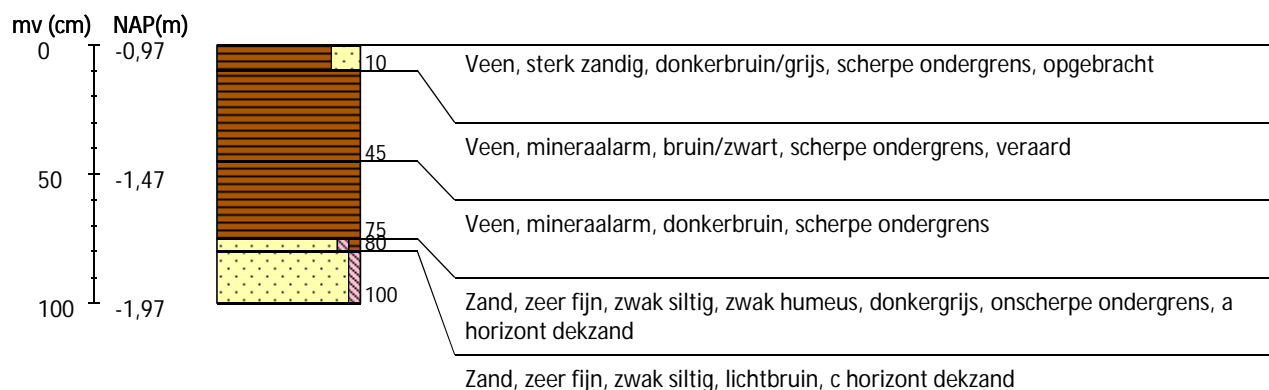 mv (cm) NAP(m)
0 -0,97
10
Veen, sterk zandig, donkerbruin/grijs, scherpe ondergrens, opgebracht
Veen, mineraalarm, bruin/zwart, scherpe ondergrens, veraard
45
50 -1,47
Veen, mineraalarm, donkerbruin, scherpe ondergrens
75
80
100
100 -1,97
Zand, zeer fijn, zwak siltig, zwak humeus, donkergrijs, onscherpe ondergrens, a
horizont dekzand
Zand, zeer fijn, zwak siltig, lichtbruin, c horizont dekzand